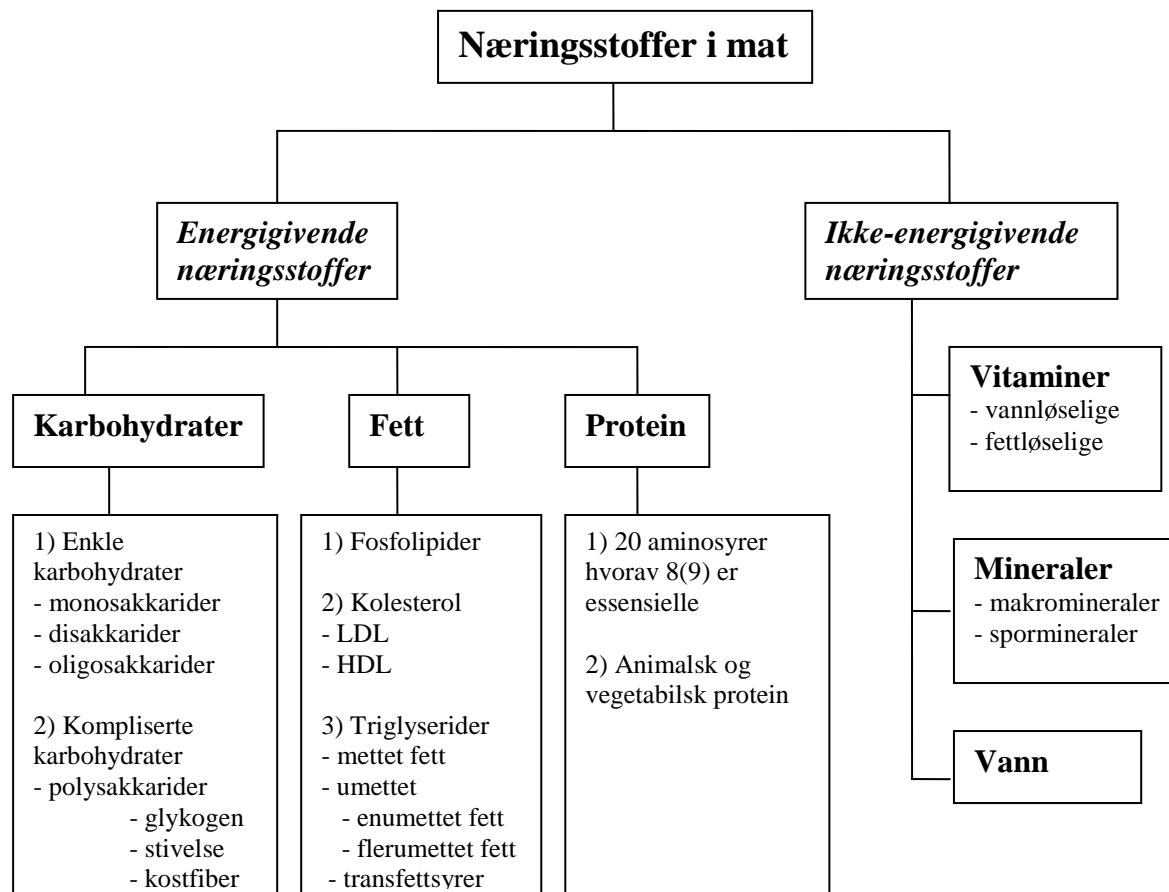 Næringsstoffer i mat
Energigivende
næringsstoffer
Ikke-energigivende
næringsstoffer
Karbohydrater
Fett
Protein
1) Enkle
karbohydrater
- monosakkarider
- disakkarider
- oligosakkarider
2) Kompliserte
karbohydrater
- polysakkarider
- glykogen
- stivelse
- kostfiber
1) Fosfolipider
2) Kolesterol
- LDL
- HDL
3) Triglyserider
- mettet fett
- umettet
- enumettet fett
- flerumettet fett
- transfettsyrer
1) 20 aminosyrer
hvorav 8(9) er
essensielle
2) Animalsk og
vegetabilsk protein
Vitaminer
- vannløselige
- fettløselige
Mineraler
- makromineraler
- spormineraler
Vann